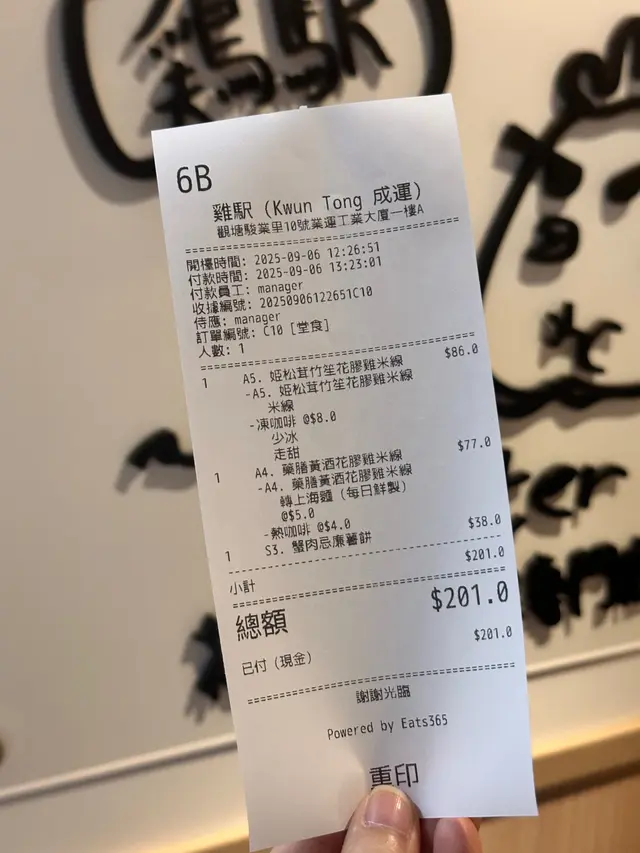 雞駅
6B
雞駅 (Kwun Tong 成運)
觀塘駿業里10號業運工業大廈一樓A
開檯時間: 2025-09-06 12:26:51
付款時間: 2025-09-06 13:23:01
付款員工: manager
收據編號: 20250906122651C10
侍應: manager
訂單編號: C10 [堂食]
人數: 1
1 A5. 姬松茸竹笙花膠雞米線 $86.0
-A5. 姬松茸竹笙花膠雞米線
米線
-凍咖啡 @$8.0
少冰
走甜
1 A4. 藥膳黃酒花膠雞米線 $77.0
-A4. 藥膳黃酒花膠雞米線
轉上海麵 (每日鮮製)
@$5.0
-熱咖啡 @$4.0
1 S3. 蟹肉忌廉薯餅 $38.0
小計 $201.0
總額 $201.0
已付 (現金) $201.0
謝謝光臨
Powered by Eats365
重印